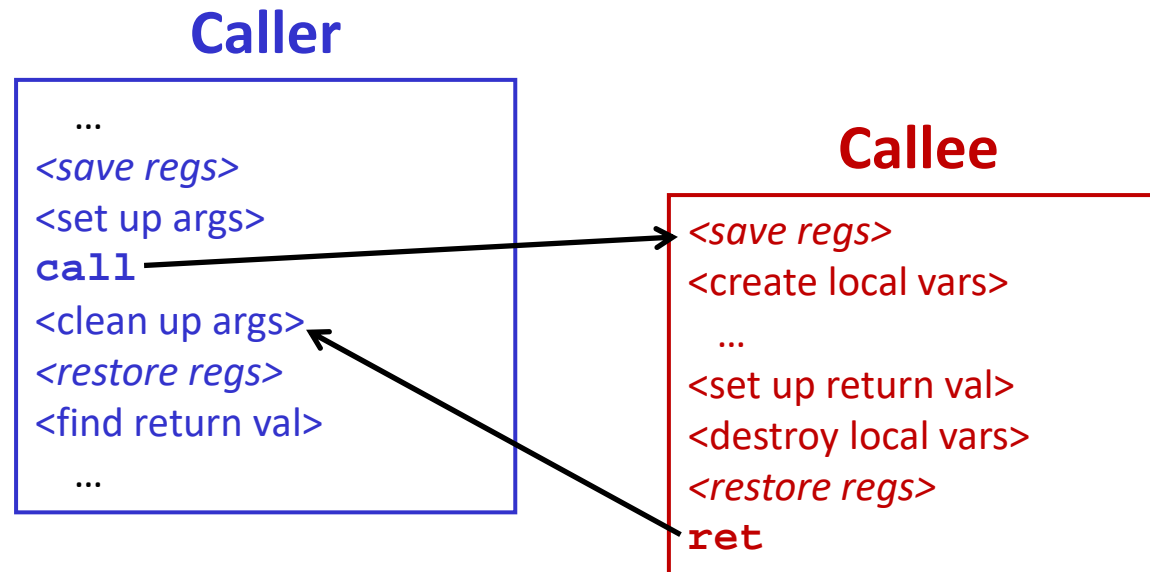 Caller
...
<save regs>
<set up args>
call
<clean up args>
<restore regs>
<find return val>
...
Callee
<save regs>
<create local vars>
...
<set up return val>
<destroy local vars>
<restore regs>
ret